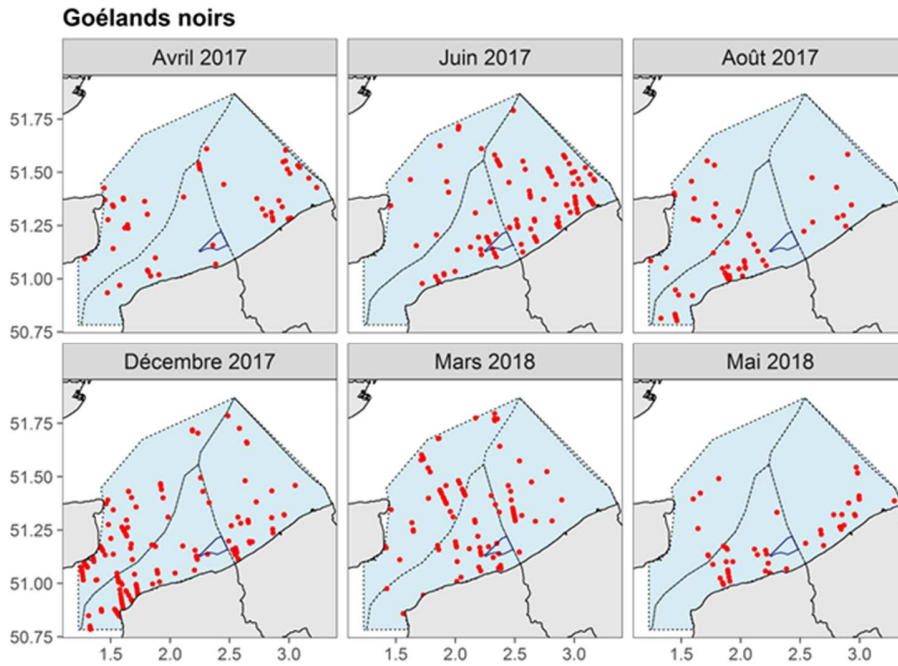 Goélands noirs
Avril 2017
Juin 2017
Août 2017
51.75
51.50
51.25
51.00
50.75
Décembre 2017
Mars 2018
Mai 2018
51.75
51.50
51.25
51.00
50.75
1.5 2.0 2.5 3.0
1.5 2.0 2.5 3.0
1.5 2.0 2.5 3.0